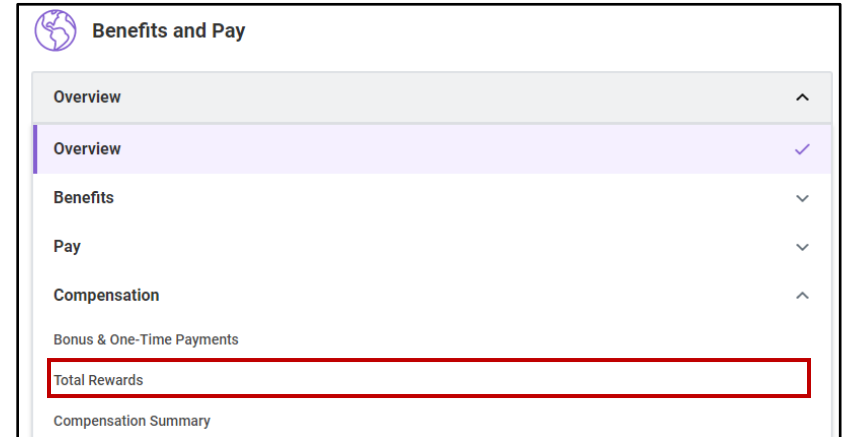 Benefits and Pay
Overview
Overview
Benefits
Pay
Compensation
Bonus & One-Time Payments
Total Rewards
Compensation Summary